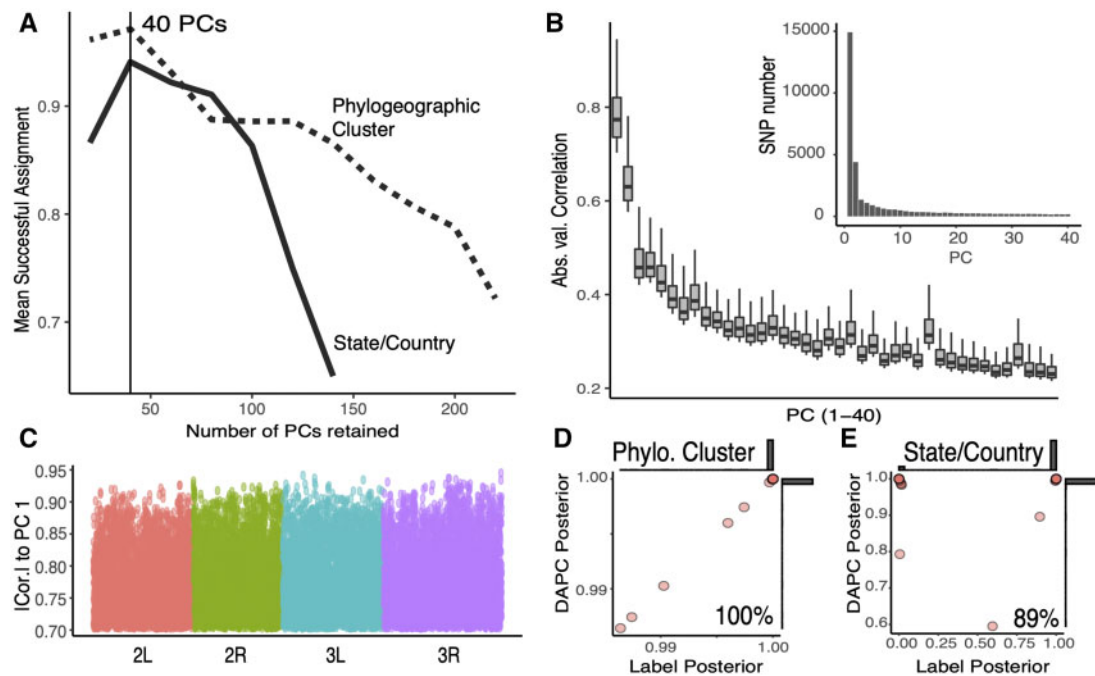 A
40 PCs
Phylogeographic
Cluster
State/Country
Mean Successful Assignment
0.9
0.8
0.7
50
100
150
200
Number of PCs retained
B
Abs. val. Correlation
0.8
0.6
0.4
0.2
PC (1–40)
SNP number
15000
10000
5000
0
0
10
20
30
40
PC
C
|Cor.| to PC 1
0.95
0.90
0.85
0.80
0.75
0.70
2L
2R
3L
3R
D
Phylo. Cluster
DAPC Posterior
1.00
0.99
100%
0.99
1.00
Label Posterior
E
State/Country
DAPC Posterior
1.0
0.9
0.8
0.7
0.6
89%
0.00
0.25
0.50
0.75
1.00
Label Posterior